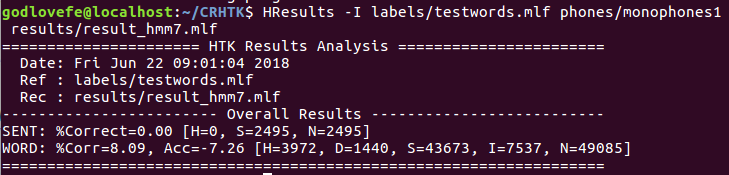 godlovefe@localhost:~/CRHTK$ HResults -I labels/testwords.mlf phones/monophones1
 results/result_hmm7.mlf
====================== HTK Results Analysis =======================
  Date: Fri Jun 22 09:01:04 2018
  Ref : labels/testwords.mlf
  Rec : results/result_hmm7.mlf
------------------------ Overall Results --------------------------
SENT: %Correct=0.00 [H=0, S=2495, N=2495]
WORD: %Corr=8.09, Acc=-7.26 [H=3972, D=1440, S=43673, I=7537, N=49085]
===================================================================